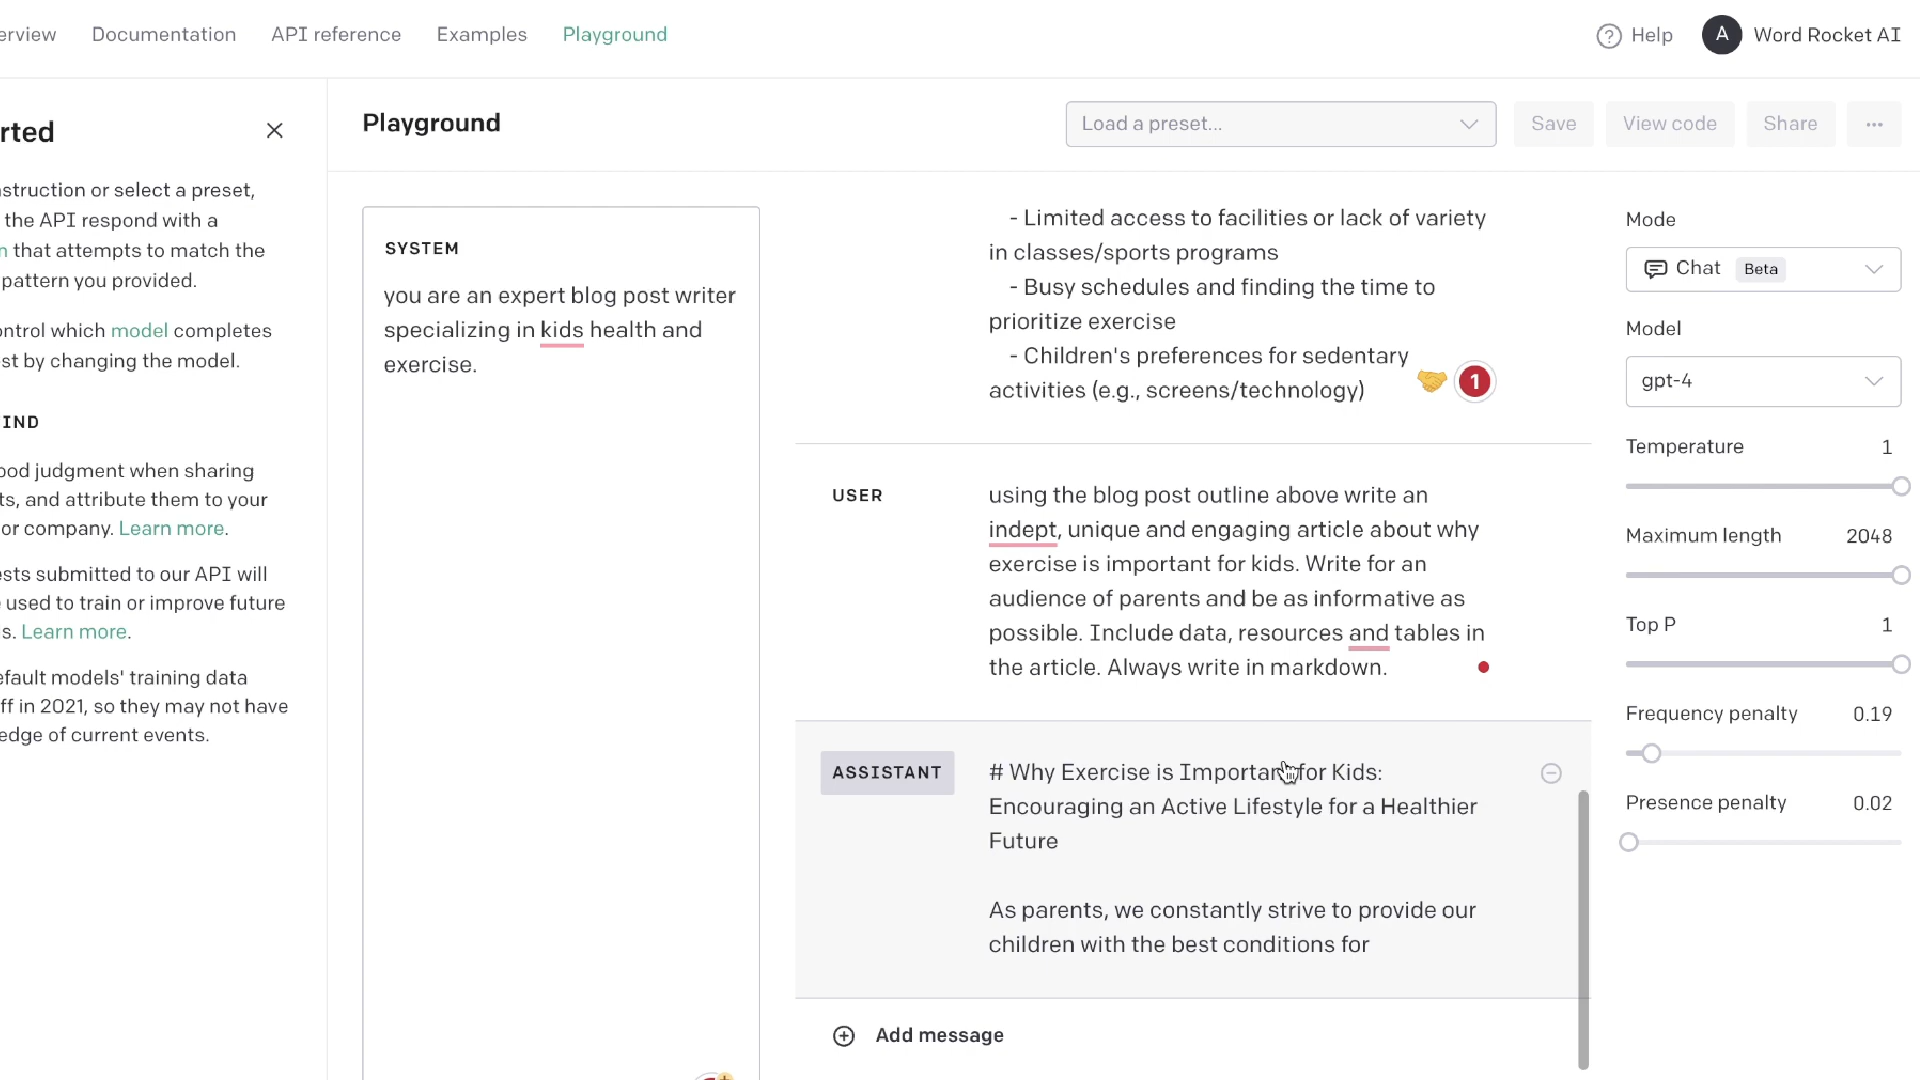 erview Documentation API reference Examples Playground Help A Word Rocket AI
rted
struction or select a preset,
the API respond with a
n that attempts to match the
pattern you provided.
ontrol which model completes
st by changing the model.
IND
ood judgment when sharing
ts, and attribute them to your
or company. Learn more.
ests submitted to our API will
used to train or improve future
s. Learn more.
efault models' training data
ff in 2021, so they may not have
edge of current events.
Playground
Load a preset... Save View code Share ...
SYSTEM
you are an expert blog post writer
specializing in kids health and
exercise.
- Limited access to facilities or lack of variety
in classes/sports programs
- Busy schedules and finding the time to
prioritize exercise
- Children's preferences for sedentary
activities (e.g., screens/technology)
1
USER
using the blog post outline above write an
indept, unique and engaging article about why
exercise is important for kids. Write for an
audience of parents and be as informative as
possible. Include data, resources and tables in
the article. Always write in markdown.
ASSISTANT
# Why Exercise is Important for Kids:
Encouraging an Active Lifestyle for a Healthier
Future
As parents, we constantly strive to provide our
children with the best conditions for
Add message
Mode
Chat Beta
Model
gpt-4
Temperature 1
Maximum length 2048
Top P 1
Frequency penalty 0.19
Presence penalty 0.02